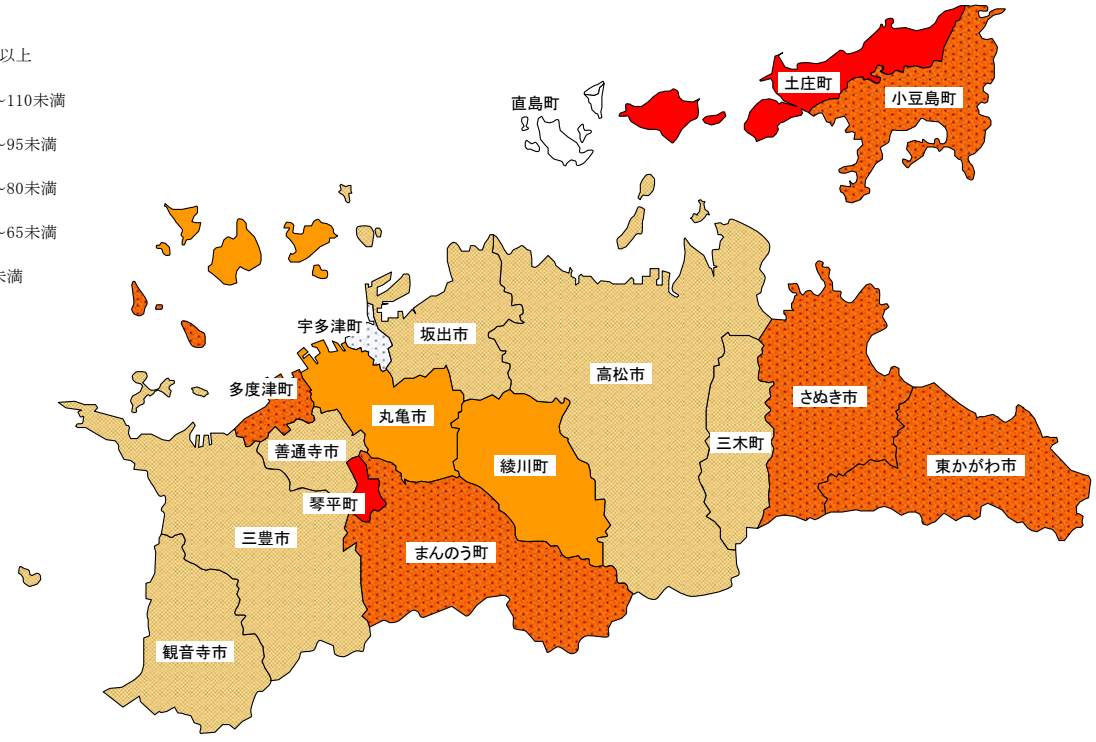 以上
~110未満
~95未満
~80未満
~65未満
未満
直島町
土庄町
小豆島町
宇多津町
坂出市
高松市
多度津町
丸亀市
さぬき市
善通寺市
三木町
綾川町
東かがわ市
琴平町
三豊市
まんのう町
観音寺市